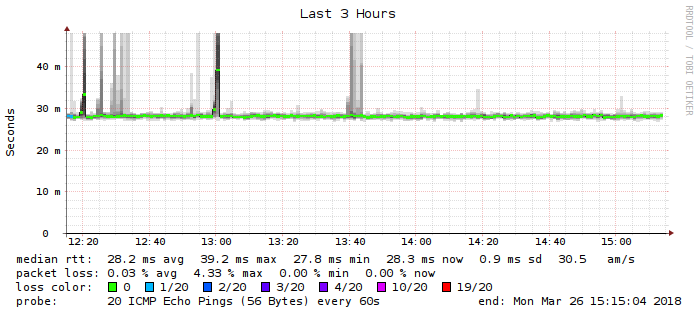 Last 3 Hours
RRDTOOL / TOBI OETIKER
Seconds
40 m
30 m
20 m
10 m
0
12:20 12:40 13:00 13:20 13:40 14:00 14:20 14:40 15:00
median rtt: 28.2 ms avg 39.2 ms max 27.8 ms min 28.3 ms now 0.9 ms sd 30.5 am/s
packet loss: 0.03 % avg 4.33 % max 0.00 % min 0.00 % now
loss color: 0 1/20 2/20 3/20 4/20 10/20 19/20
probe: 20 ICMP Echo Pings (56 Bytes) every 60s end: Mon Mar 26 15:15:04 2018